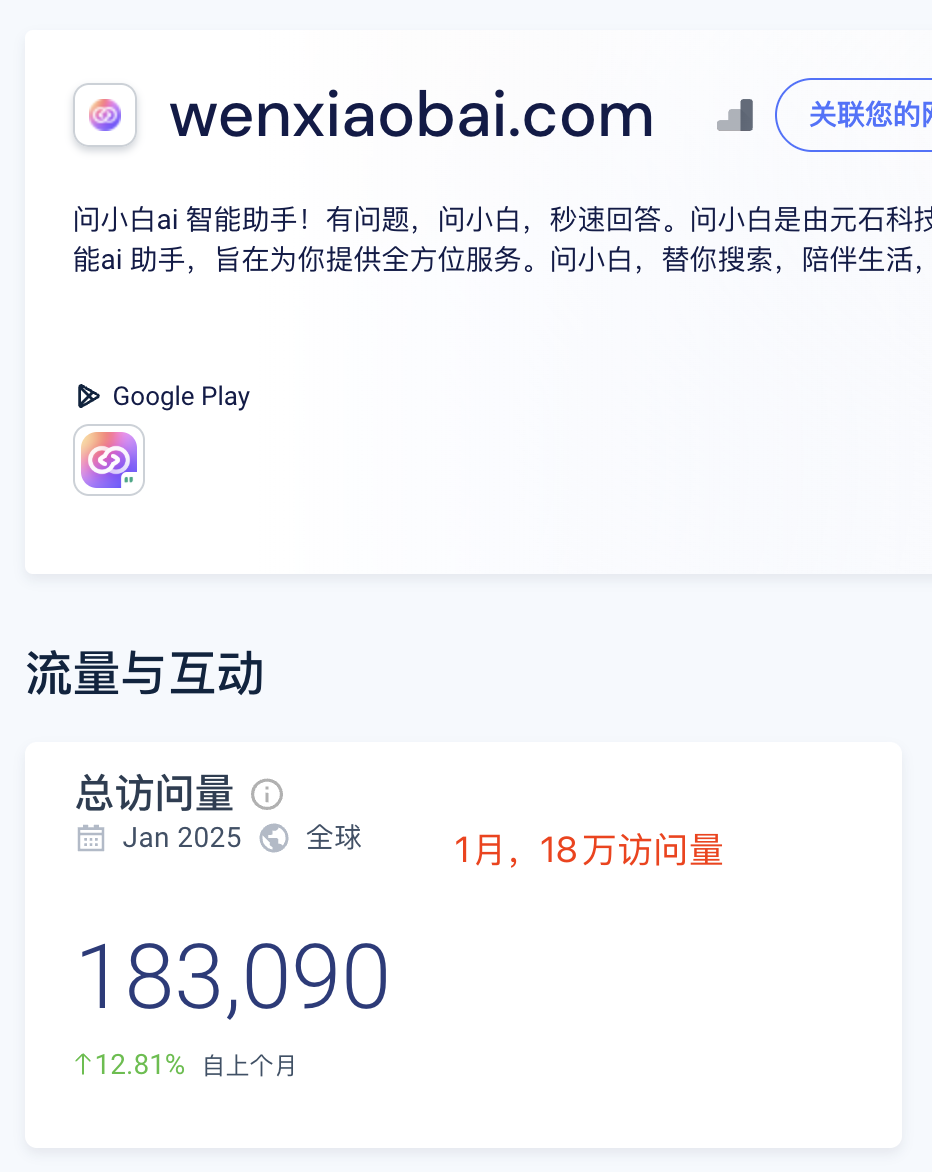 wenxiaobai.com
关联您的
问小白ai 智能助手！有问题，问小白，秒速回答。问小白是由元石科技
能ai 助手，旨在为你提供全方位服务。问小白，替你搜索，陪伴生活，
Google Play
流量与互动
总访问量
Jan 2025 全球
1月，18万访问量
183,090
↑12.81% 自上个月